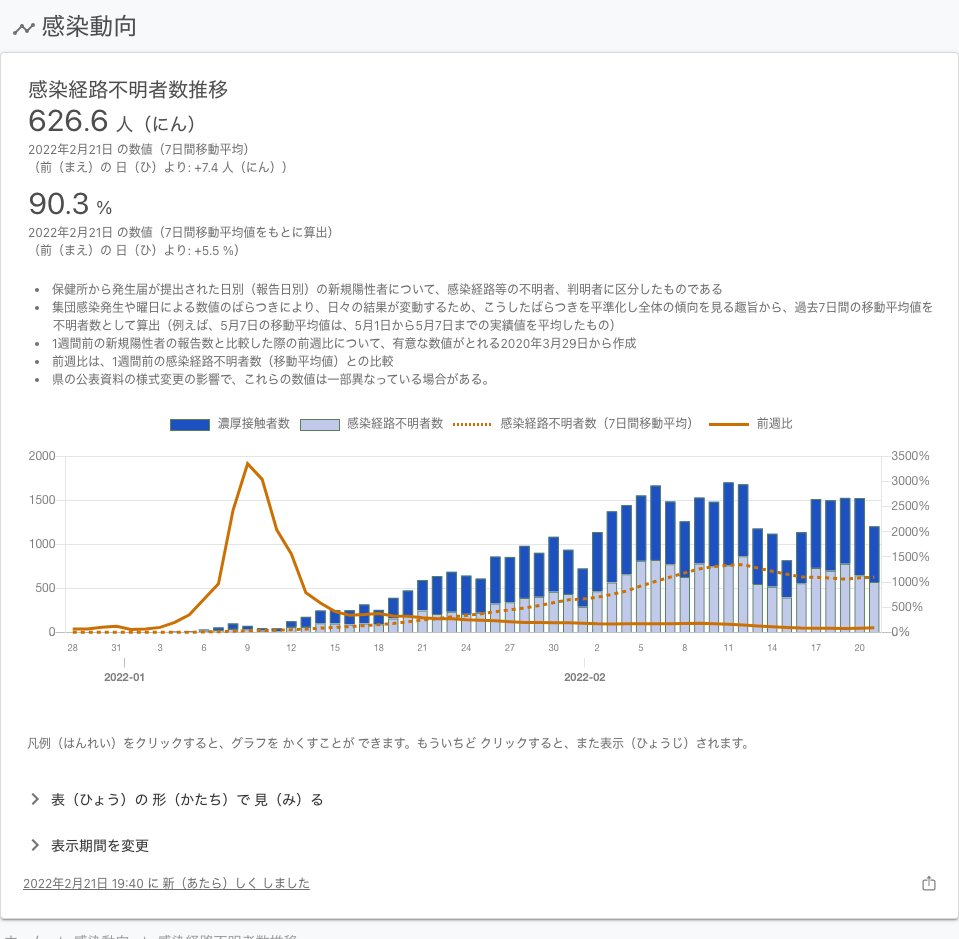 感染動向
感染経路不明者数推移
626.6 人（にん）
2022年2月21日 の数値（7日間移動平均）
（前（まえ）の 日（ひ）より: +7.4 人（にん））
90.3 %
2022年2月21日 の数値（7日間移動平均値をもとに算出）
（前（まえ）の 日（ひ）より: +5.5 %）
• 保健所から発生届が提出された日別（報告日別）の新規陽性者について、感染経路等の不明者、判明者に区分したものである
• 集団感染発生や曜日による数値のばらつきにより、日々の結果が変動するため、こうしたばらつきを平準化し全体の傾向を見る趣旨から、過去7日間の移動平均値を
不明者数として算出（例えば、5月7日の移動平均値は、5月1日から5月7日までの実績値を平均したもの）
• 1週間前の新規陽性者の報告数と比較した際の前週比について、有意な数値がとれる2020年3月29日から作成
• 前週比は、1週間前の感染経路不明者数（移動平均値）との比較
• 県の公表資料の様式変更の影響で、これらの数値は一部異なっている場合がある。
濃厚接触者数 感染経路不明者数 感染経路不明者数（7日間移動平均） 前週比
2000 3500%
3000%
1500 2500%
2000%
1000 1500%
1000%
500 500%
0 0%
28 31 3 6 9 12 15 18 21 24 27 30 2 5 8 11 14 17 20
2022-01 2022-02
凡例（はんれい）をクリックすると、グラフを かくすことが できます。もういちど クリックすると、また表示（ひょうじ）されます。
表（ひょう）の 形（かたち）で 見（み）る
表示期間を変更
2022年2月21日 19:40 に 新（あたら）しく しました